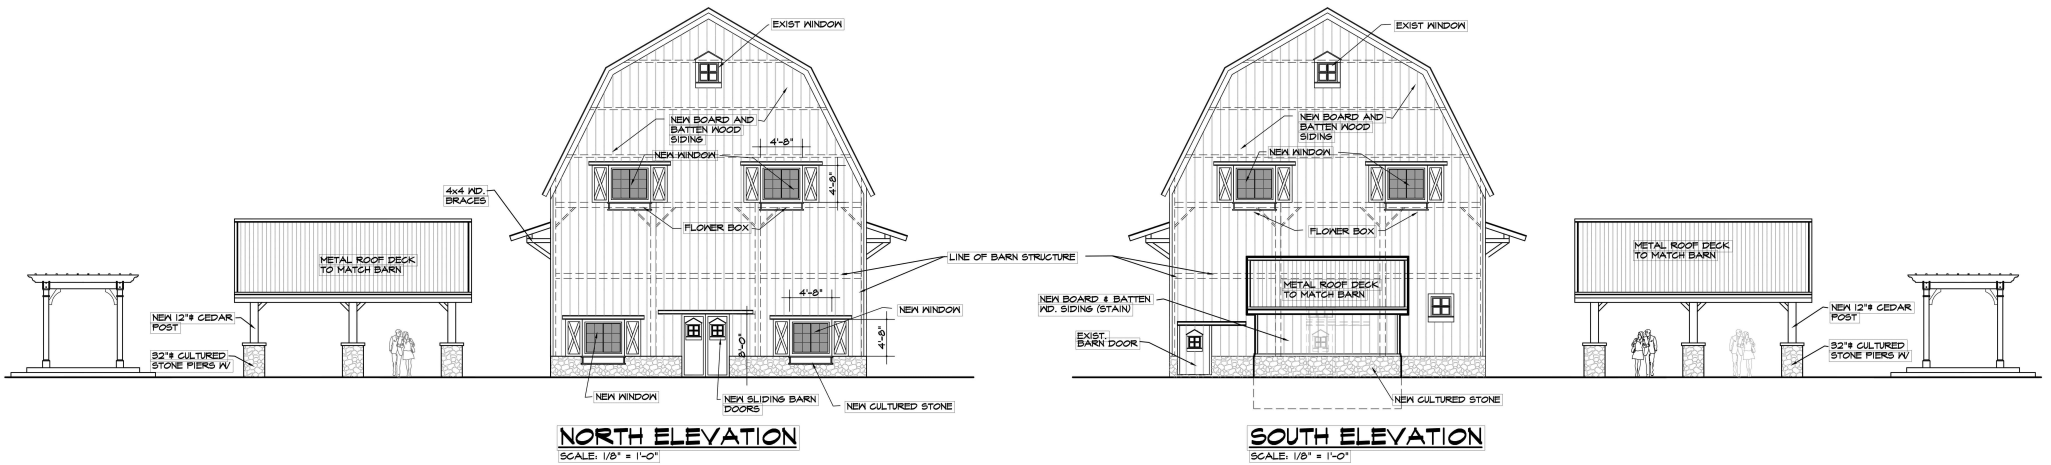 EXIST WINDOW
NEW BOARD AND
BATTEN WOOD
SIDING
4'-8"
NEW WINDOW
4'-8"
4x4 WD.
BRACES
FLOWER BOX
METAL ROOF DECK
TO MATCH BARN
LINE OF BARN STRUCTURE
4'-8"
NEW WINDOW
NEW 12"⌗ CEDAR
POST
4'-8"
8'-0"
32"⌗ CULTURED
STONE PIERS W/
NEW WINDOW
NEW SLIDING BARN
DOORS
NEW CULTURED STONE
NORTH ELEVATION
SCALE: 1/8" = 1'-0"
EXIST WINDOW
NEW BOARD AND
BATTEN WOOD
SIDING
NEW WINDOW
FLOWER BOX
METAL ROOF DECK
TO MATCH BARN
METAL ROOF DECK
TO MATCH BARN
NEW BOARD & BATTEN
WD. SIDING (STAIN)
EXIST.
BARN DOOR
NEW 12"⌗ CEDAR
POST
32"⌗ CULTURED
STONE PIERS W/
NEW CULTURED STONE
SOUTH ELEVATION
SCALE: 1/8" = 1'-0"